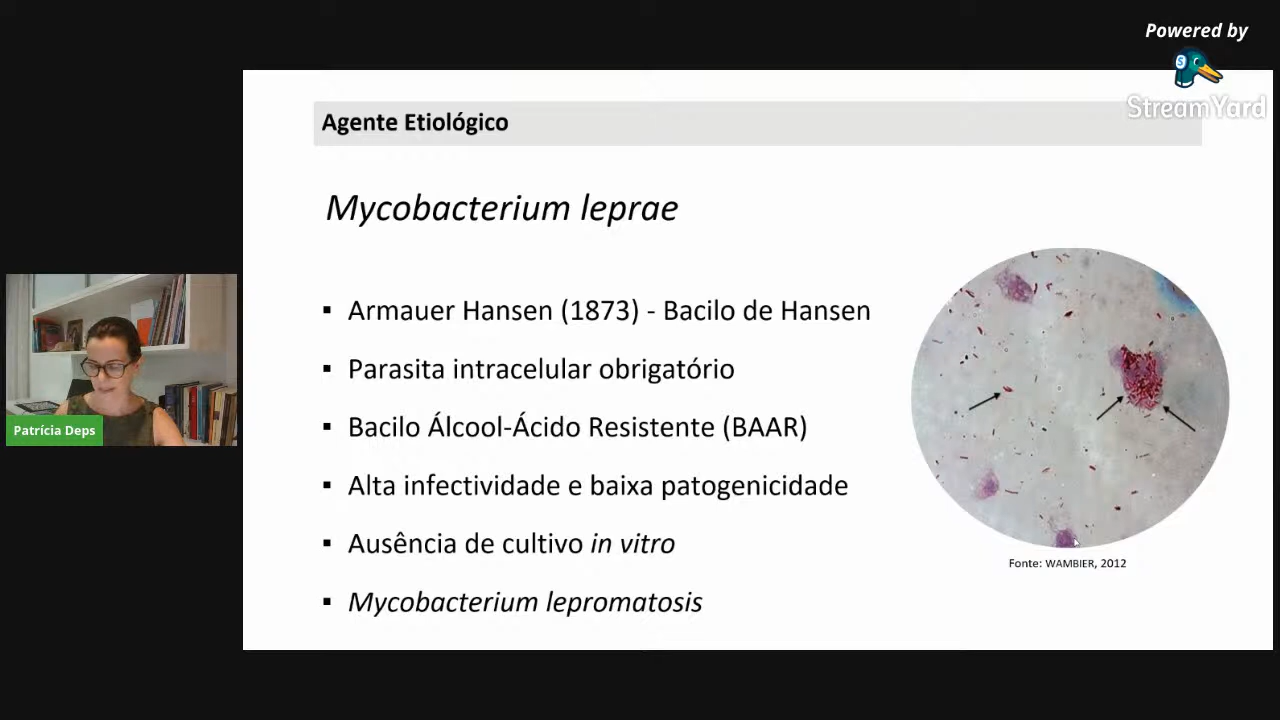 Powered by
StreamYard
Agente Etiológico
Mycobacterium leprae
▪ Armauer Hansen (1873) - Bacilo de Hansen
▪ Parasita intracelular obrigatório
▪ Bacilo Álcool-Ácido Resistente (BAAR)
▪ Alta infectividade e baixa patogenicidade
▪ Ausência de cultivo in vitro
▪ Mycobacterium lepromatosis
Fonte: WAMBIER, 2012
Patrícia Deps